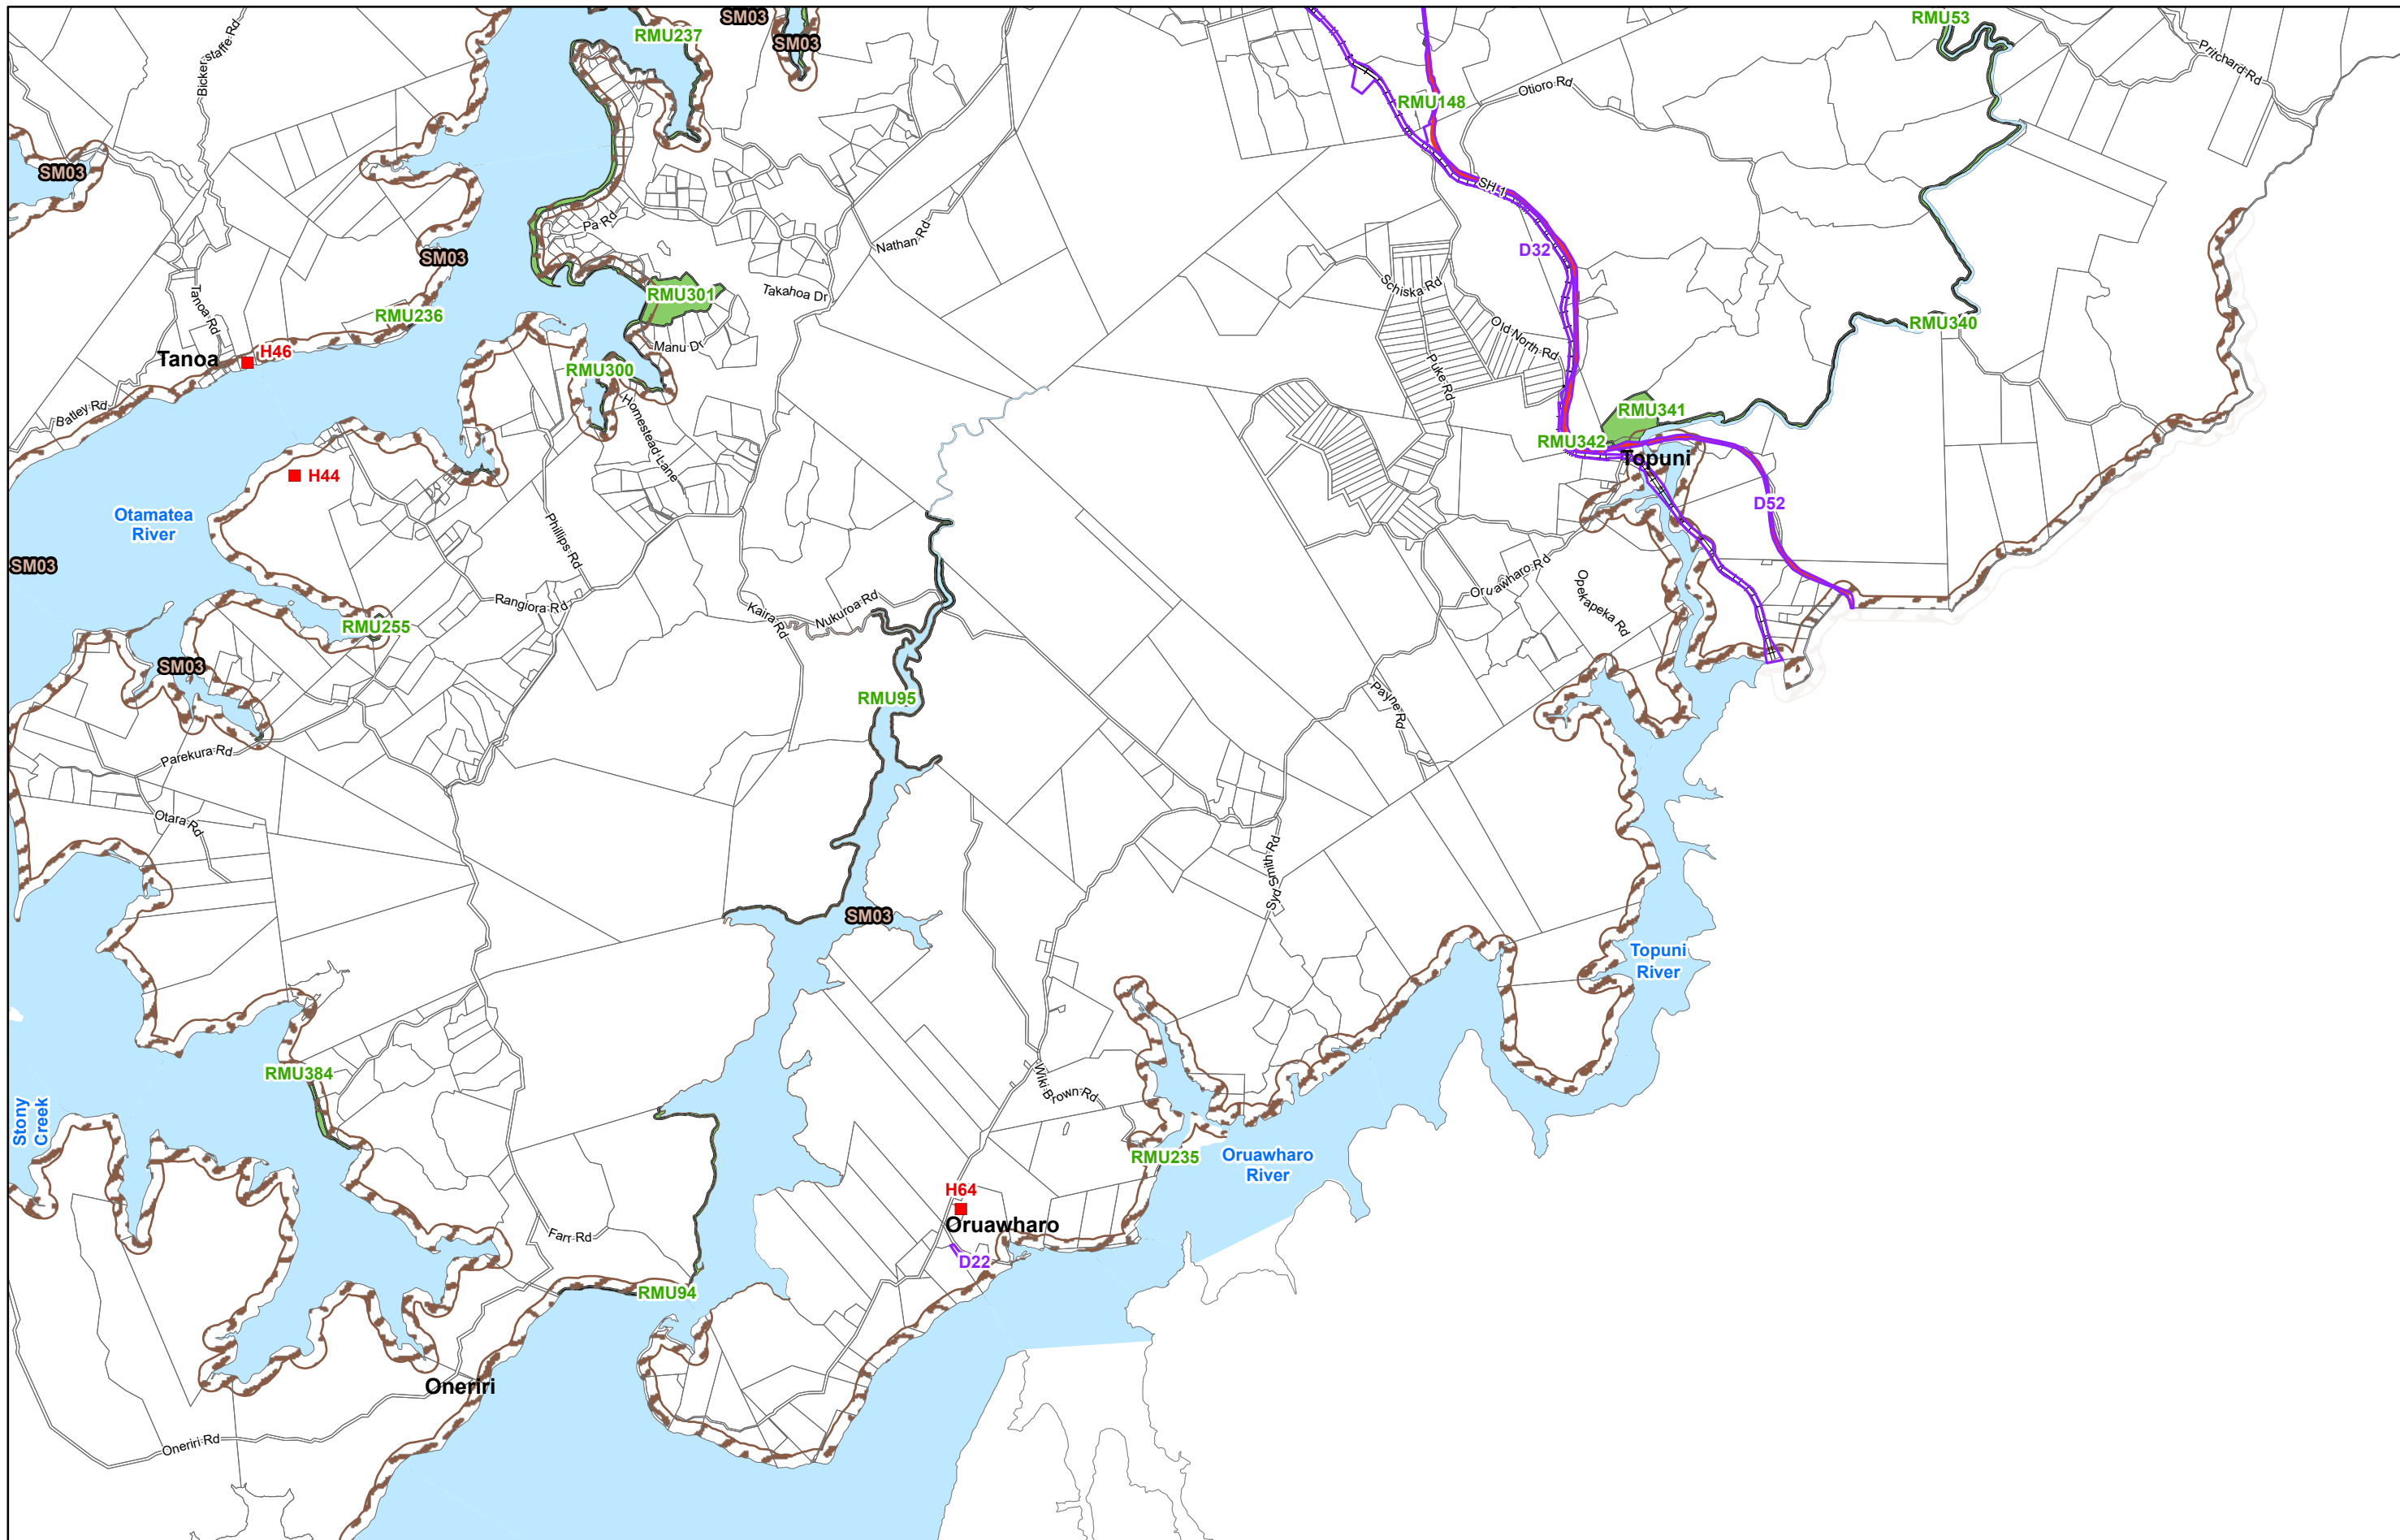 SM03
RMU53
RMU237
SM03
Bickerstaffe Rd
Pritchard Rd
Otioro Rd
RMU148
SM03
SH 1
Pa Rd
Nathan Rd
D32
SM03
Schiska Rd
Takahoa Dr
RMU301
Tanoa Rd
RMU236
Old North Rd
RMU340
Manu Dr
H46
Tanoa
RMU300
Puke Rd
Batley Rd
Homestead Lane
RMU341
RMU342
Topuni
H44
D52
Otamatea
River
Phillips Rd
SM03
Oruawharo Rd
Opekapeka Rd
Rangiora Rd
Kaira Rd
Nukuroa Rd
RMU255
SM03
RMU95
Payne Rd
Parekura Rd
Otara Rd
Syd Smith Rd
SM03
Topuni
River
RMU384
Wiki Brown Rd
Stony
Creek
RMU235
Oruawharo
River
H64
Oruawharo
Farr Rd
D22
RMU94
Oneriri
Oneriri Rd